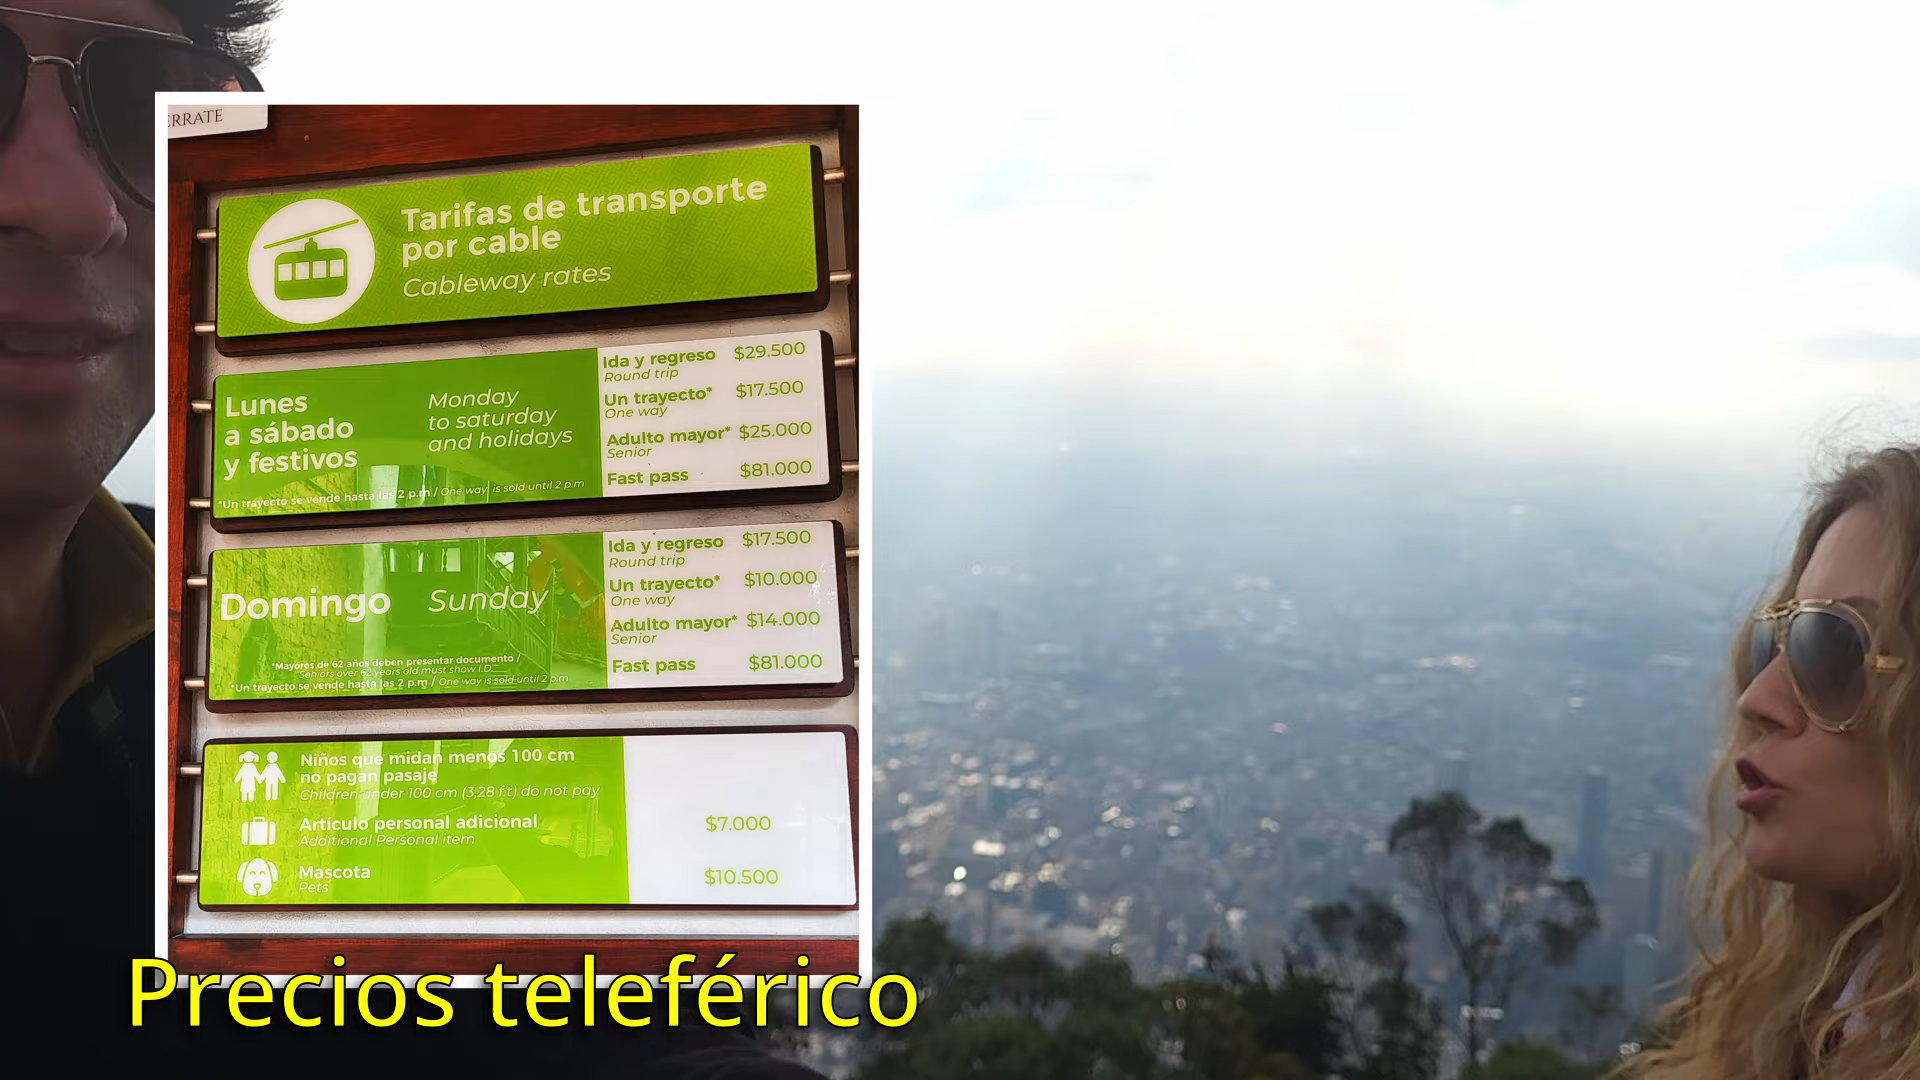 ERRATE
Tarifas de transporte
por cable
Cableway rates
Lunes
a sábado
y festivos
Monday
to saturday
and holidays
*Un trayecto se vende hasta las 2 p.m / One way is sold until 2 p.m
Ida y regreso $29.500
Round trip
Un trayecto* $17.500
One way
Adulto mayor* $25.000
Senior
Fast pass $81.000
Domingo Sunday
*Mayores de 62 años deben presentar documento /
Seniors over 62 years old must show I.D.
*Un trayecto se vende hasta las 2 p.m / One way is sold until 2 p.m
Ida y regreso $17.500
Round trip
Un trayecto* $10.000
One way
Adulto mayor* $14.000
Senior
Fast pass $81.000
Niños que midan menos 100 cm
no pagan pasaje
Children under 100 cm (3,28 f.t) do not pay
Artículo personal adicional $7.000
Additional Personal item
Mascota $10.500
Pets
Precios teleférico